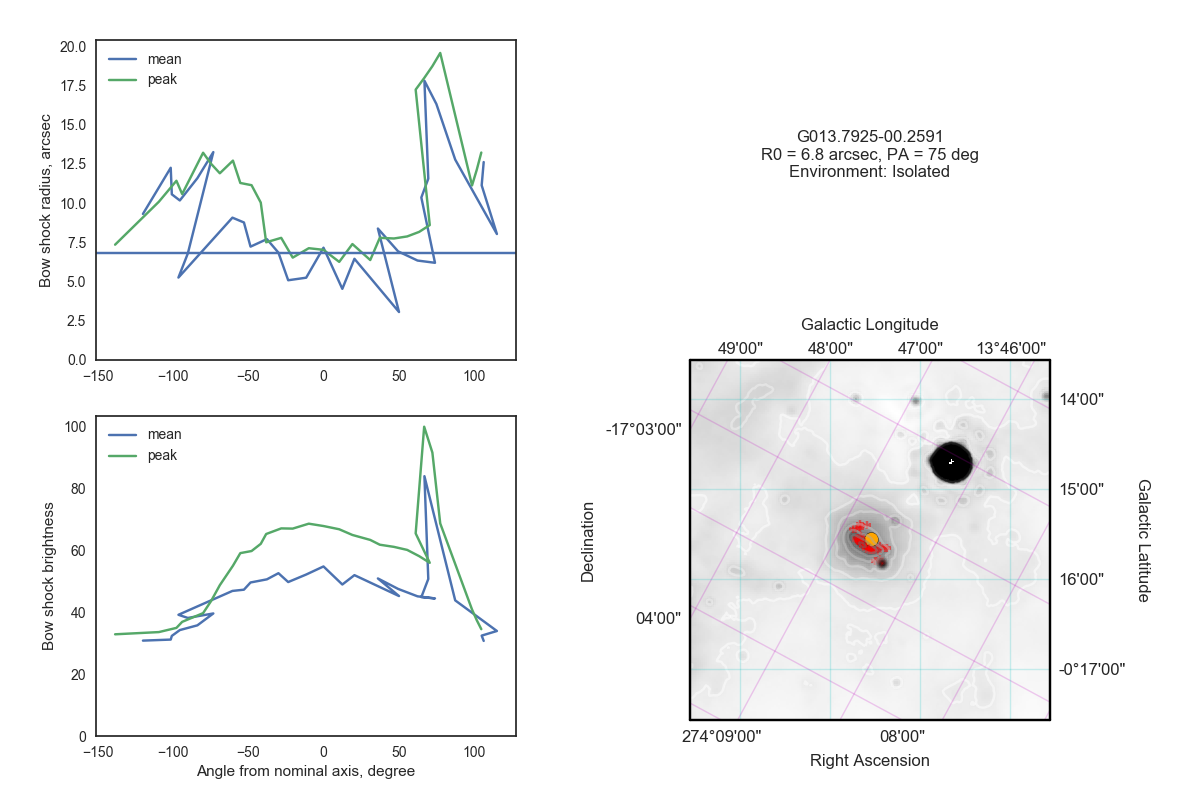 20.0
17.5
15.0
12.5
10.0
7.5
5.0
2.5
0.0
Bow shock radius, arcsec
mean
peak
−150
−100
−50
0
50
100
G013.7925-00.2591
R0 = 6.8 arcsec, PA = 75 deg
Environment: Isolated
100
80
60
40
20
0
Bow shock brightness
mean
peak
−150
−100
−50
0
50
100
Angle from nominal axis, degree
Galactic Longitude
49'00"
48'00"
47'00"
13°46'00"
14'00"
15'00"
16'00"
-0°17'00"
Galactic Latitude
-17°03'00"
04'00"
Declination
274°09'00"
08'00"
Right Ascension